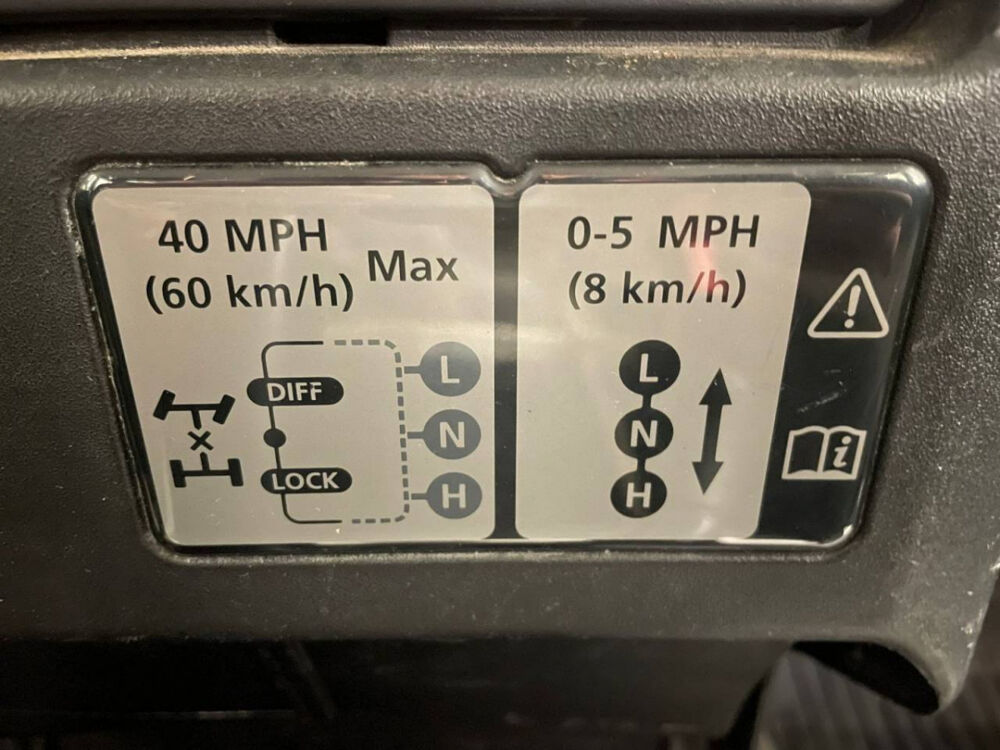 40 MPH
(60 km/h) Max
DIFF
LOCK
L
N
H
0-5 MPH
(8 km/h)
L
N
H
i